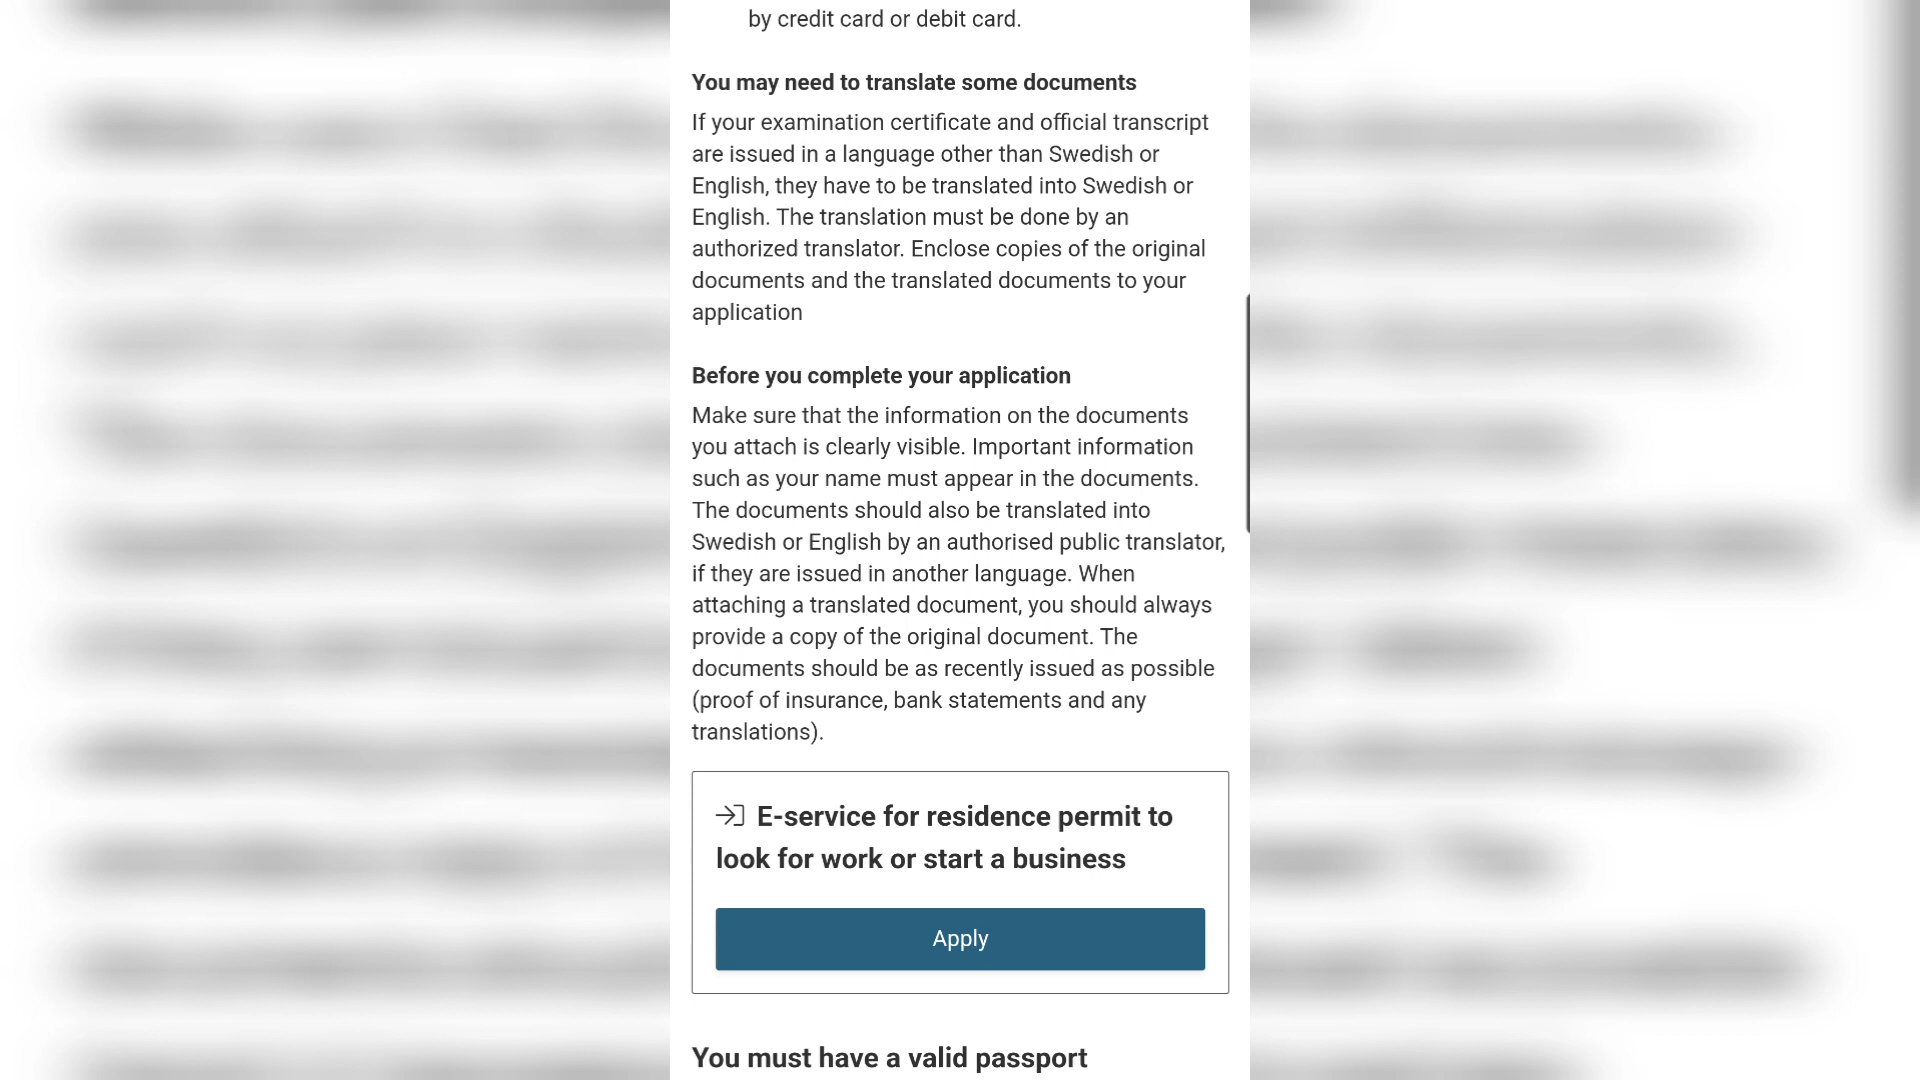 by credit card or debit card.
You may need to translate some documents
If your examination certificate and official transcript
are issued in a language other than Swedish or
English, they have to be translated into Swedish or
English. The translation must be done by an
authorized translator. Enclose copies of the original
documents and the translated documents to your
application
Before you complete your application
Make sure that the information on the documents
you attach is clearly visible. Important information
such as your name must appear in the documents.
The documents should also be translated into
Swedish or English by an authorised public translator,
if they are issued in another language. When
attaching a translated document, you should always
provide a copy of the original document. The
documents should be as recently issued as possible
(proof of insurance, bank statements and any
translations).
E-service for residence permit to
look for work or start a business
Apply
You must have a valid passport